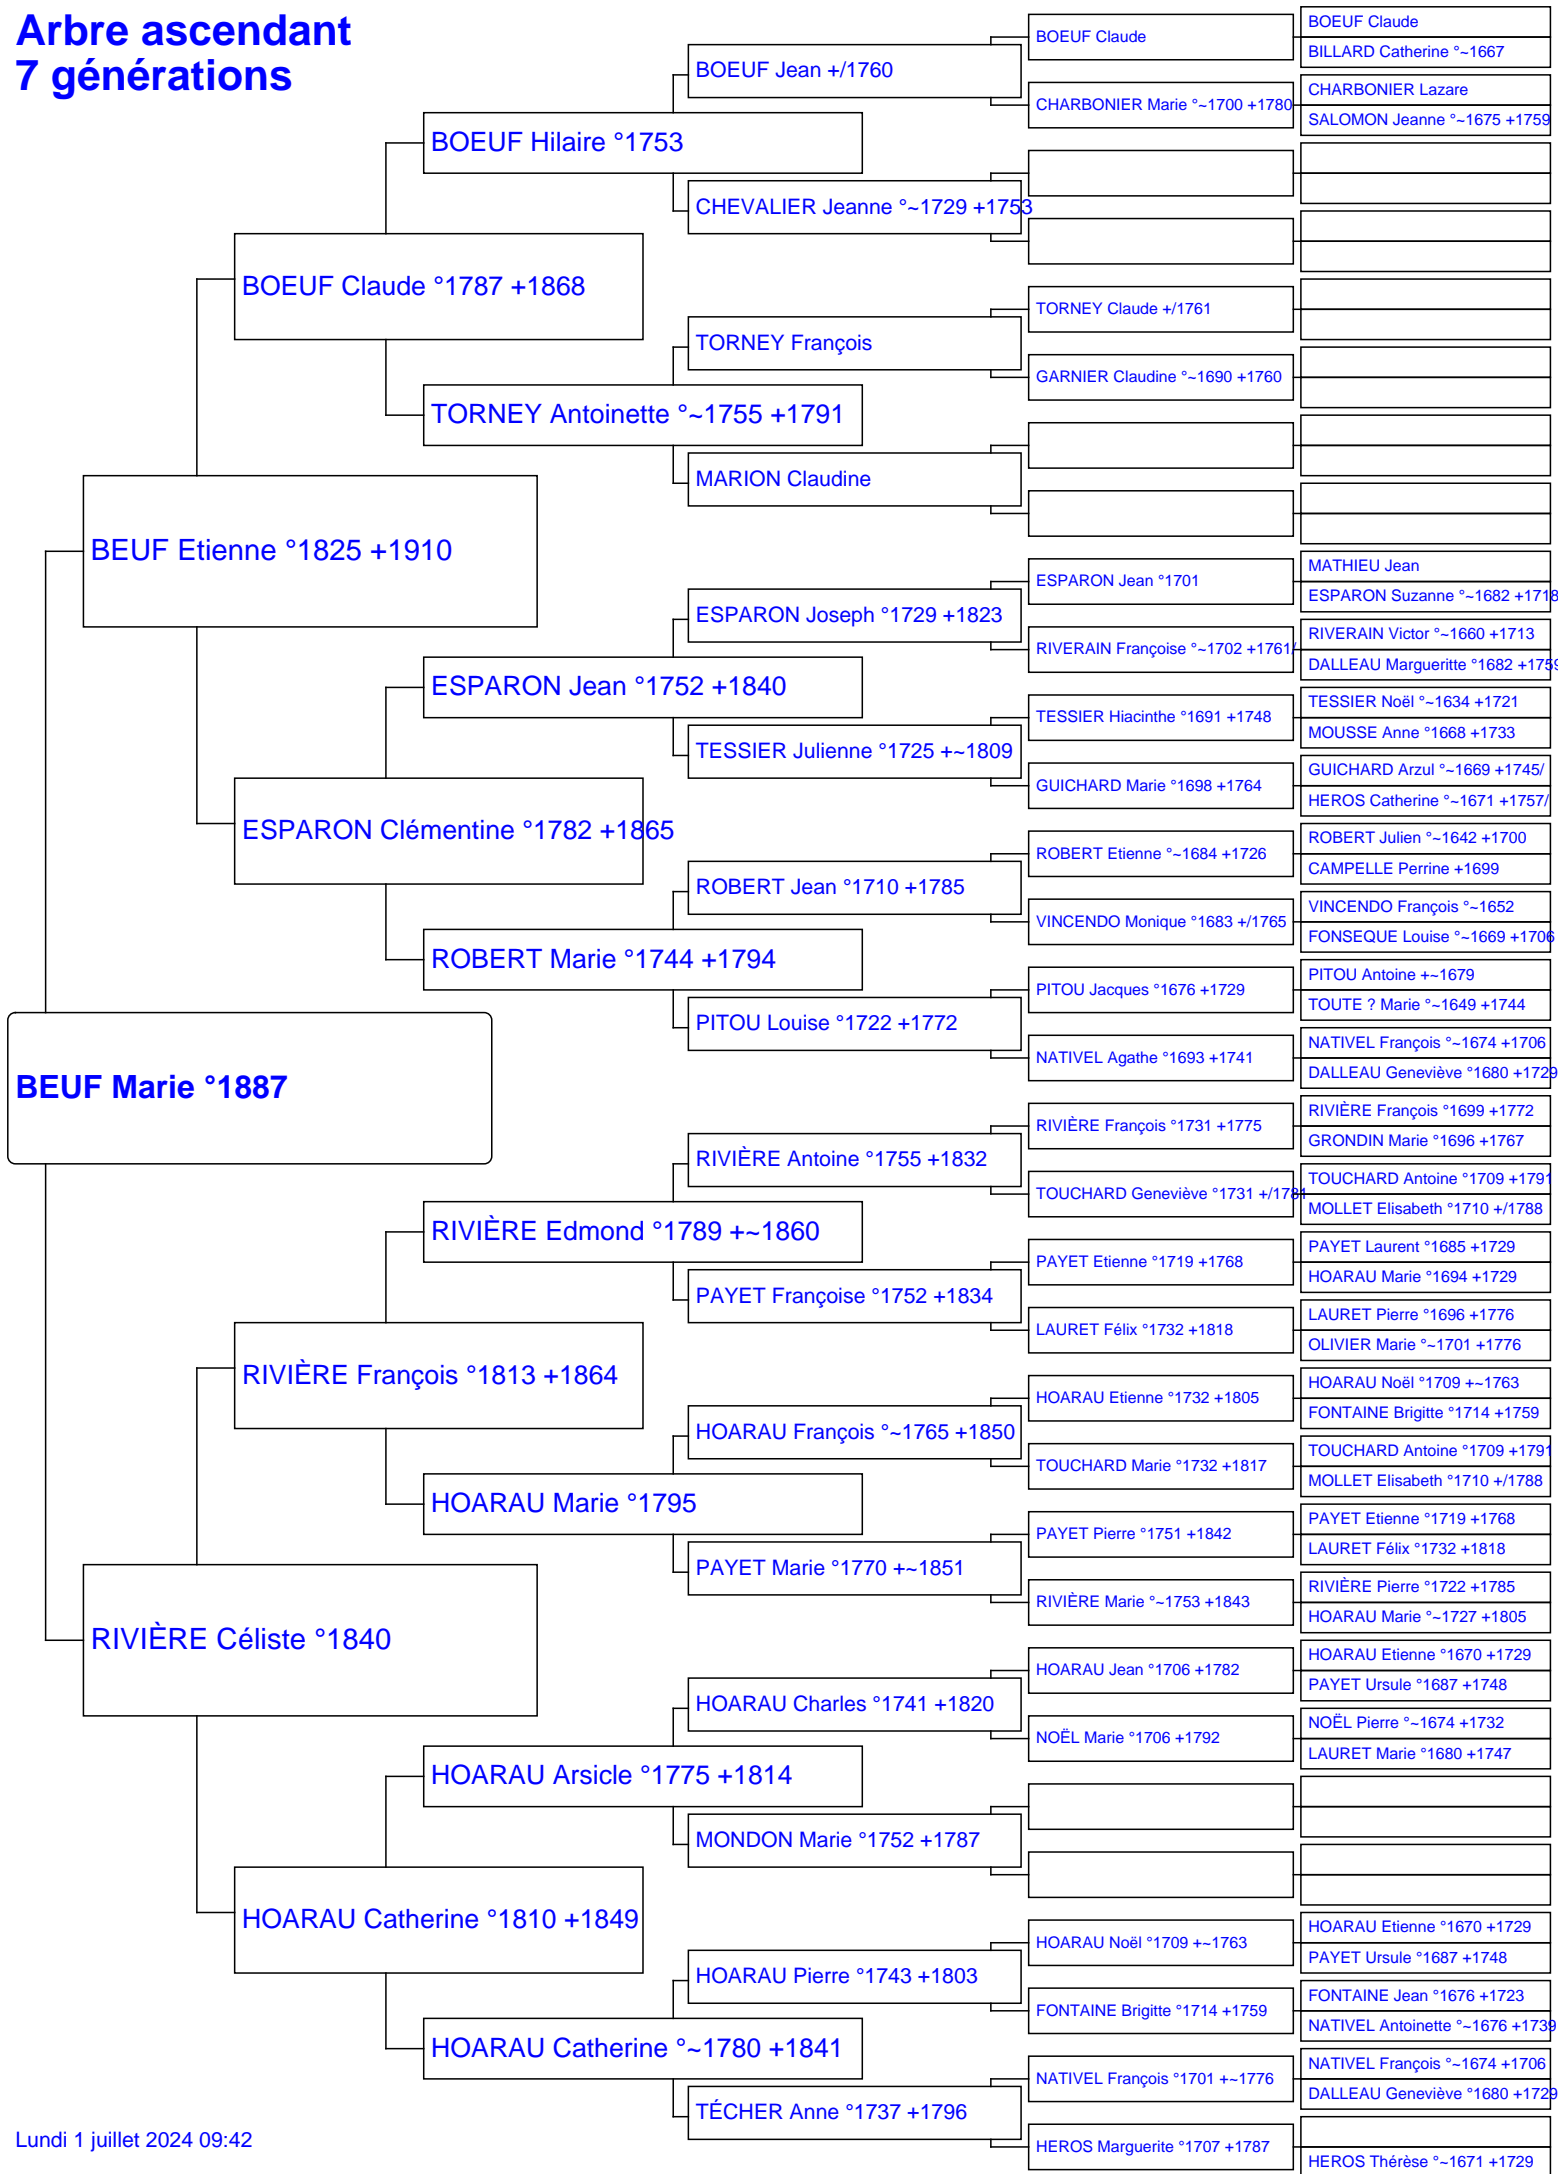 Arbre ascendant
7 générations
BEUF Marie °1887
BEUF Etienne °1825 +1910
RIVIÈRE Céliste °1840
BOEUF Claude °1787 +1868
ESPARON Clémentine °1782 +1865
RIVIÈRE François °1813 +1864
HOARAU Catherine °1810 +1849
BOEUF Hilaire °1753
TORNEY Antoinette °~1755 +1791
ESPARON Jean °1752 +1840
ROBERT Marie °1744 +1794
RIVIÈRE Edmond °1789 +~1860
HOARAU Marie °1795
HOARAU Arsicle °1775 +1814
HOARAU Catherine °~1780 +1841
BOEUF Jean +/1760
CHEVALIER Jeanne °~1729 +1753
TORNEY François
MARION Claudine
ESPARON Joseph °1729 +1823
TESSIER Julienne °1725 +~1809
ROBERT Jean °1710 +1785
PITOU Louise °1722 +1772
RIVIÈRE Antoine °1755 +1832
PAYET Françoise °1752 +1834
HOARAU François °~1765 +1850
PAYET Marie °1770 +~1851
HOARAU Charles °1741 +1820
MONDON Marie °1752 +1787
HOARAU Pierre °1743 +1803
TÉCHER Anne °1737 +1796
BOEUF Claude
CHARBONIER Marie °~1700 +1780
TORNEY Claude +/1761
GARNIER Claudine °~1690 +1760
ESPARON Jean °1701
RIVERAIN Françoise °~1702 +1761/
TESSIER Hiacinthe °1691 +1748
GUICHARD Marie °1698 +1764
ROBERT Etienne °~1684 +1726
VINCENDO Monique °1683 +/1765
PITOU Jacques °1676 +1729
NATIVEL Agathe °1693 +1741
RIVIÈRE François °1731 +1775
TOUCHARD Geneviève °1731 +/1781
PAYET Etienne °1719 +1768
LAURET Félix °1732 +1818
HOARAU Etienne °1732 +1805
TOUCHARD Marie °1732 +1817
PAYET Pierre °1751 +1842
RIVIÈRE Marie °~1753 +1843
HOARAU Jean °1706 +1782
NOËL Marie °1706 +1792
HOARAU Noël °1709 +~1763
FONTAINE Brigitte °1714 +1759
NATIVEL François °1701 +~1776
HEROS Marguerite °1707 +1787
BOEUF Claude
BILLARD Catherine °~1667
CHARBONIER Lazare
SALOMON Jeanne °~1675 +1759
MATHIEU Jean
ESPARON Suzanne °~1682 +1718
RIVERAIN Victor °~1660 +1713
DALLEAU Margueritte °1682 +1759
TESSIER Noël °~1634 +1721
MOUSSE Anne °1668 +1733
GUICHARD Arzul °~1669 +1745/
HEROS Catherine °~1671 +1757/
ROBERT Julien °~1642 +1700
CAMPELLE Perrine +1699
VINCENDO François °~1652
FONSEQUE Louise °~1669 +1706
PITOU Antoine +~1679
TOUTE ? Marie °~1649 +1744
NATIVEL François °~1674 +1706
DALLEAU Geneviève °1680 +1729
RIVIÈRE François °1699 +1772
GRONDIN Marie °1696 +1767
TOUCHARD Antoine °1709 +1791
MOLLET Elisabeth °1710 +/1788
PAYET Laurent °1685 +1729
HOARAU Marie °1694 +1729
LAURET Pierre °1696 +1776
OLIVIER Marie °~1701 +1776
HOARAU Noël °1709 +~1763
FONTAINE Brigitte °1714 +1759
TOUCHARD Antoine °1709 +1791
MOLLET Elisabeth °1710 +/1788
PAYET Etienne °1719 +1768
LAURET Félix °1732 +1818
RIVIÈRE Pierre °1722 +1785
HOARAU Marie °~1727 +1805
HOARAU Etienne °1670 +1729
PAYET Ursule °1687 +1748
NOËL Pierre °~1674 +1732
LAURET Marie °1680 +1747
HOARAU Etienne °1670 +1729
PAYET Ursule °1687 +1748
FONTAINE Jean °1676 +1723
NATIVEL Antoinette °~1676 +1739
NATIVEL François °~1674 +1706
DALLEAU Geneviève °1680 +1729
HEROS Thérèse °~1671 +1729
Lundi 1 juillet 2024 09:42